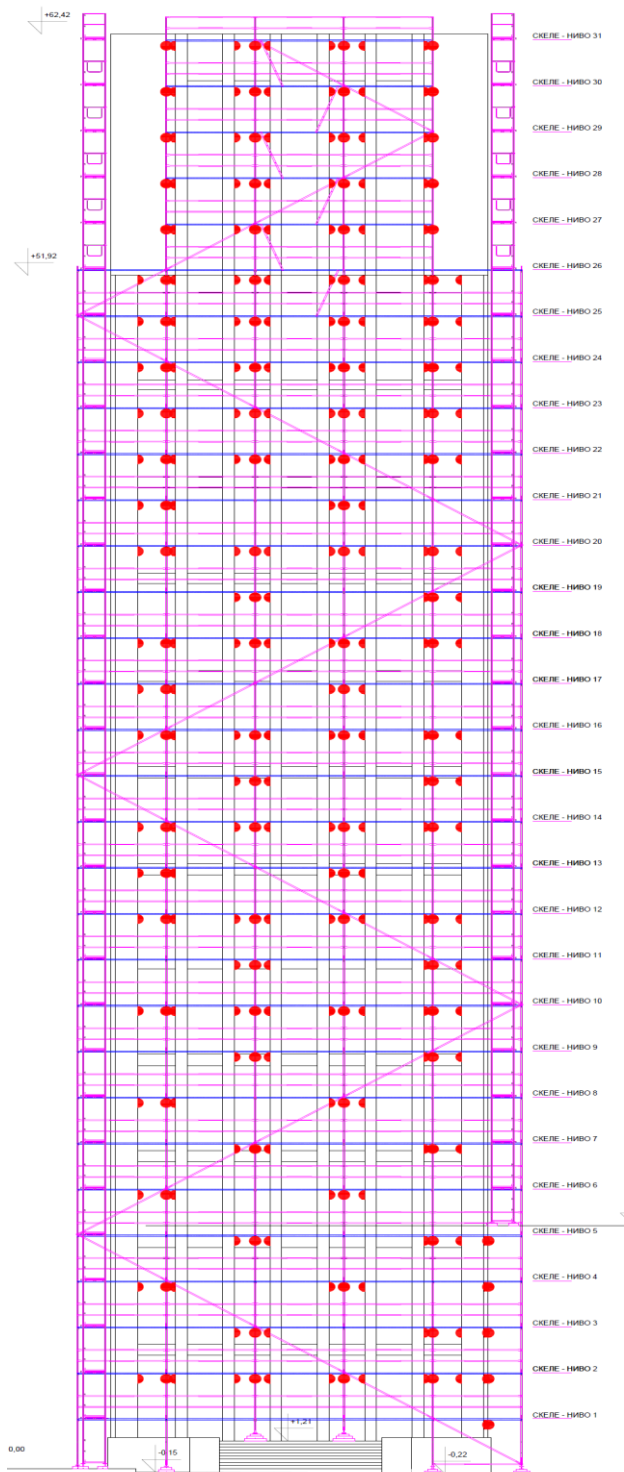 +62,42
СКЕЛЕ - НИВО 31
СКЕЛЕ - НИВО 30
СКЕЛЕ - НИВО 29
СКЕЛЕ - НИВО 28
СКЕЛЕ - НИВО 27
+51,92
СКЕЛЕ - НИВО 26
СКЕЛЕ - НИВО 25
СКЕЛЕ - НИВО 24
СКЕЛЕ - НИВО 23
СКЕЛЕ - НИВО 22
СКЕЛЕ - НИВО 21
СКЕЛЕ - НИВО 20
СКЕЛЕ - НИВО 19
СКЕЛЕ - НИВО 18
СКЕЛЕ - НИВО 17
СКЕЛЕ - НИВО 16
СКЕЛЕ - НИВО 15
СКЕЛЕ - НИВО 14
СКЕЛЕ - НИВО 13
СКЕЛЕ - НИВО 12
СКЕЛЕ - НИВО 11
СКЕЛЕ - НИВО 10
СКЕЛЕ - НИВО 9
СКЕЛЕ - НИВО 8
СКЕЛЕ - НИВО 7
СКЕЛЕ - НИВО 6
СКЕЛЕ - НИВО 5
СКЕЛЕ - НИВО 4
СКЕЛЕ - НИВО 3
СКЕЛЕ - НИВО 2
СКЕЛЕ - НИВО 1
+1,21
0,00
-0,15
-0,22